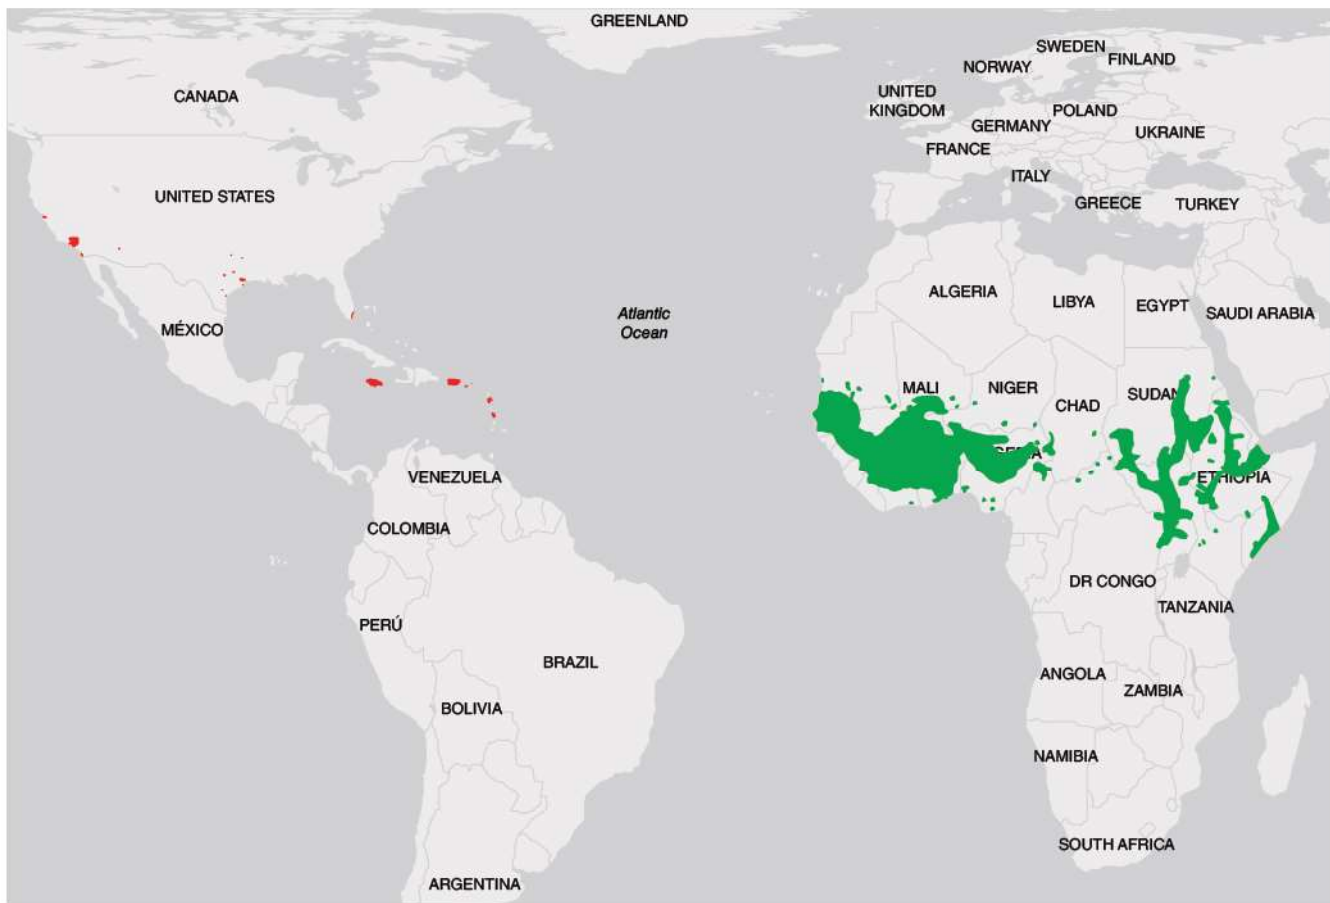 GREENLAND
SWEDEN
NORWAY
FINLAND
CANADA
UNITED
KINGDOM
POLAND
GERMANY
UKRAINE
FRANCE
ITALY
UNITED STATES
GREECE
TURKEY
ALGERIA
LIBYA
EGYPT
SAUDI ARABIA
Atlantic
Ocean
MÉXICO
MALI
NIGER
CHAD
SUDAN
VENEZUELA
ETHIOPIA
COLOMBIA
DR CONGO
TANZANIA
PERÚ
BRAZIL
ANGOLA
ZAMBIA
BOLIVIA
NAMIBIA
SOUTH AFRICA
ARGENTINA